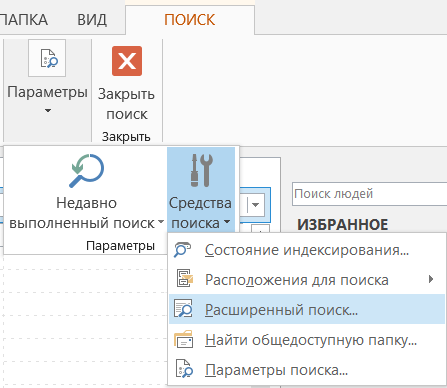 ПАПКА ВИД ПОИСК
Параметры
Закрыть
поиск
Закрыть
Недавно
выполненный поиск
Средства
поиска
Параметры
Поиск людей
ИЗБРАННОЕ
Состояние индексирования...
Расположения для поиска
Расширенный поиск...
Найти общедоступную папку...
Параметры поиска...